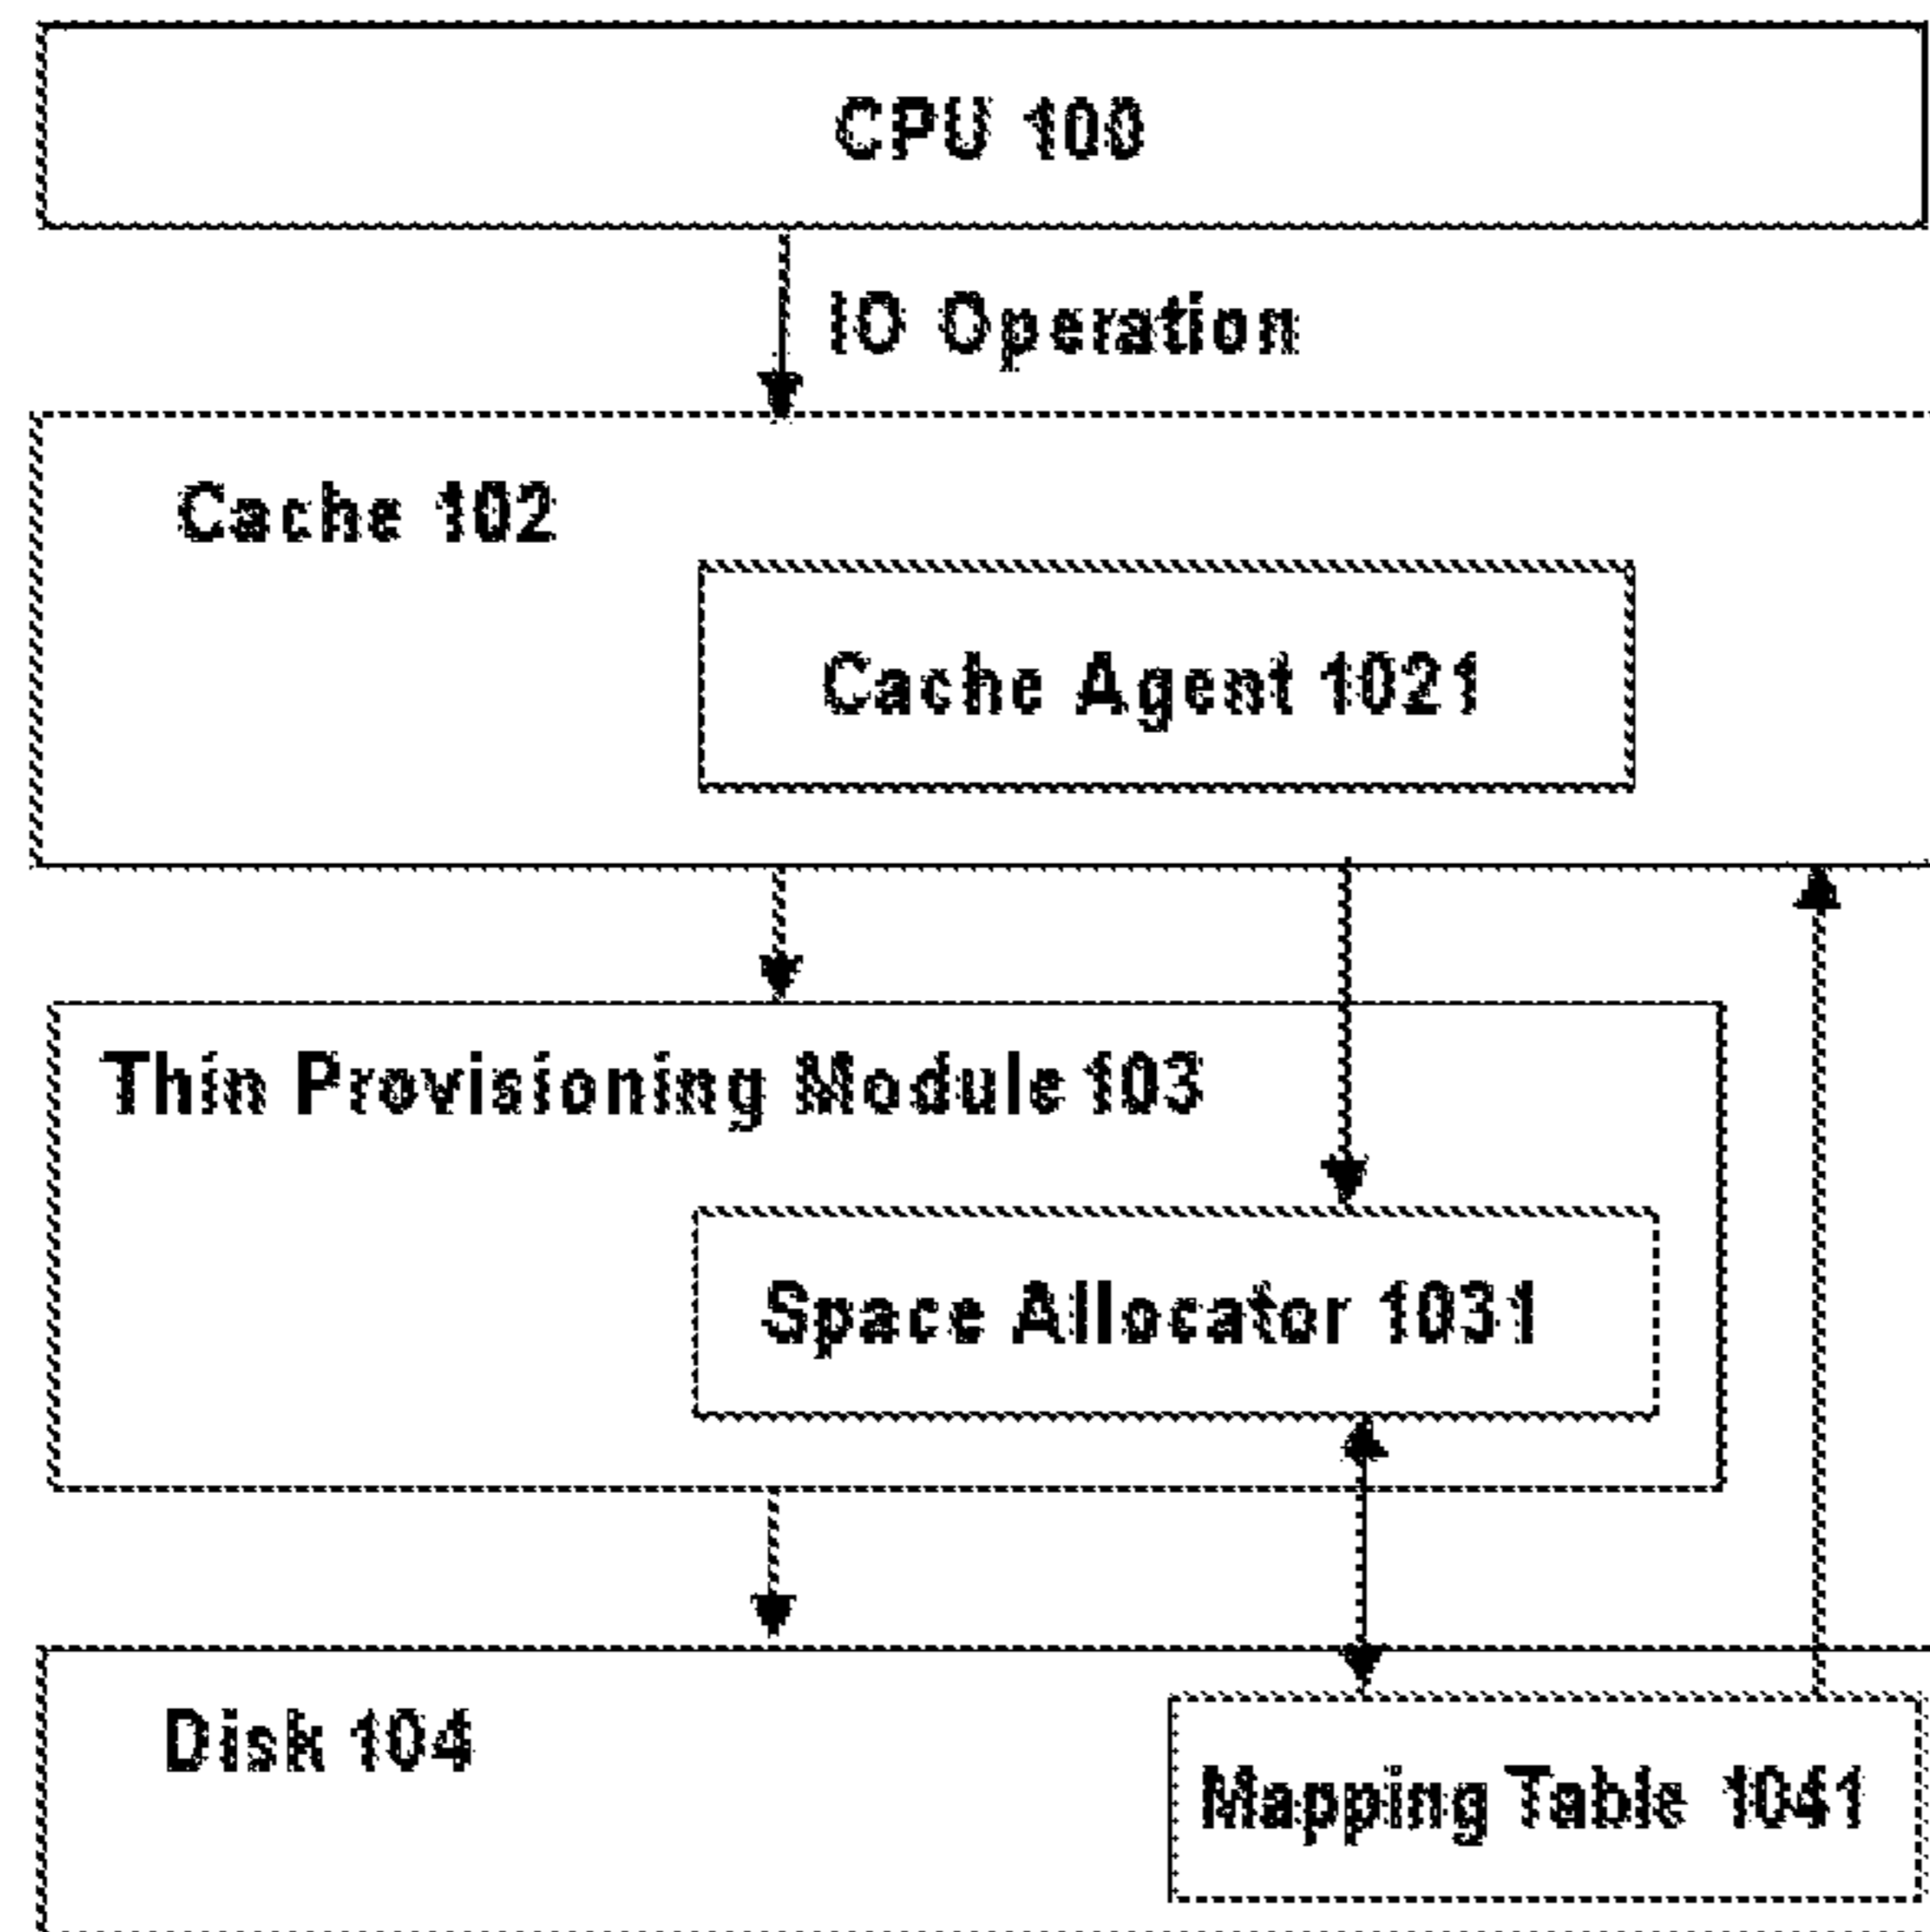 CPU 100
IO Operation
Cache 102
Cache Agent 1021
Thin Provisioning Module 103
Space Allocator 1031
Disk 104
Mapping Table 1041